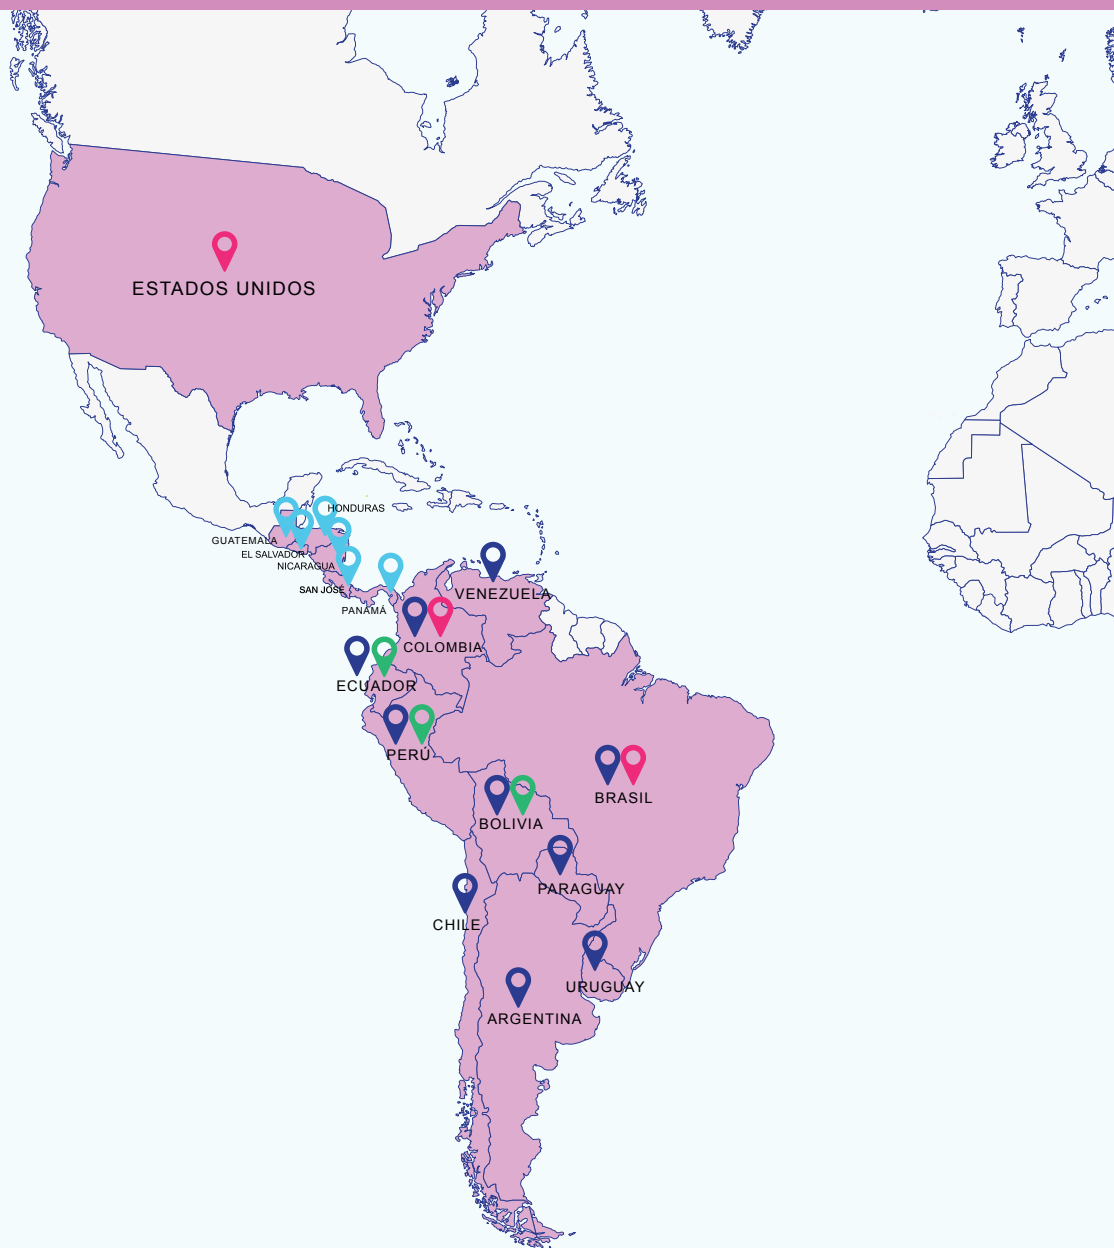 ESTADOS UNIDOS
HONDURAS
GUATEMALA
EL SALVADOR
NICARAGUA
SAN JOSÉ
PANAMÁ
VENEZUELA
COLOMBIA
ECUADOR
PERÚ
BRASIL
BOLIVIA
PARAGUAY
CHILE
URUGUAY
ARGENTINA